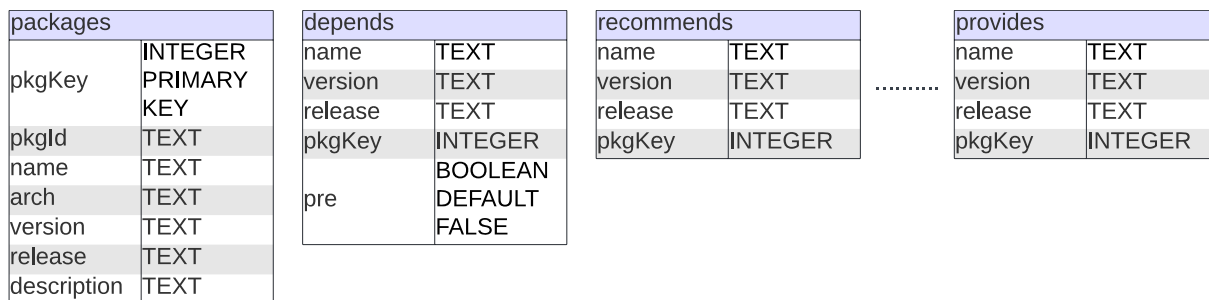 packages
pkgKey INTEGER PRIMARY KEY
pkgId TEXT
name TEXT
arch TEXT
version TEXT
release TEXT
description TEXT
depends
name TEXT
version TEXT
release TEXT
pkgKey INTEGER
pre BOOLEAN DEFAULT FALSE
recommends
name TEXT
version TEXT
release TEXT
pkgKey INTEGER
.........
provides
name TEXT
version TEXT
release TEXT
pkgKey INTEGER